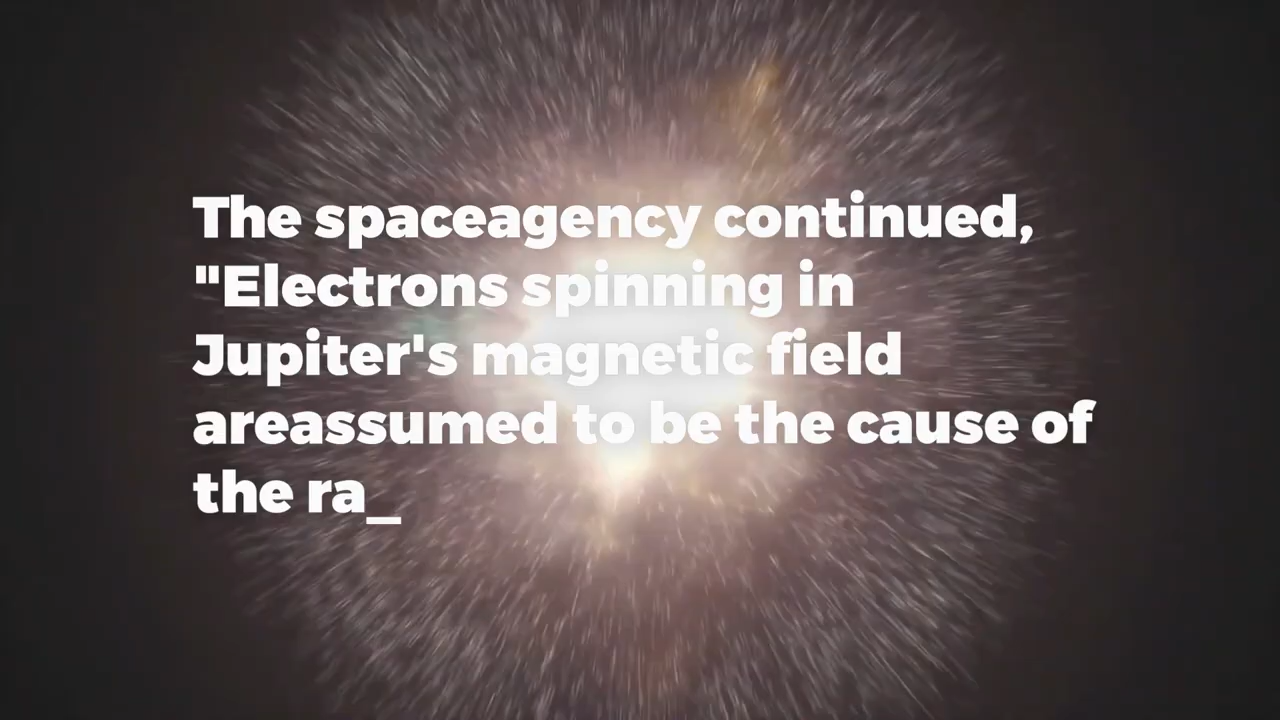 The spaceagency continued,
"Electrons spinning in
Jupiter's magnetic field
areassumed to be the cause of
the ra_